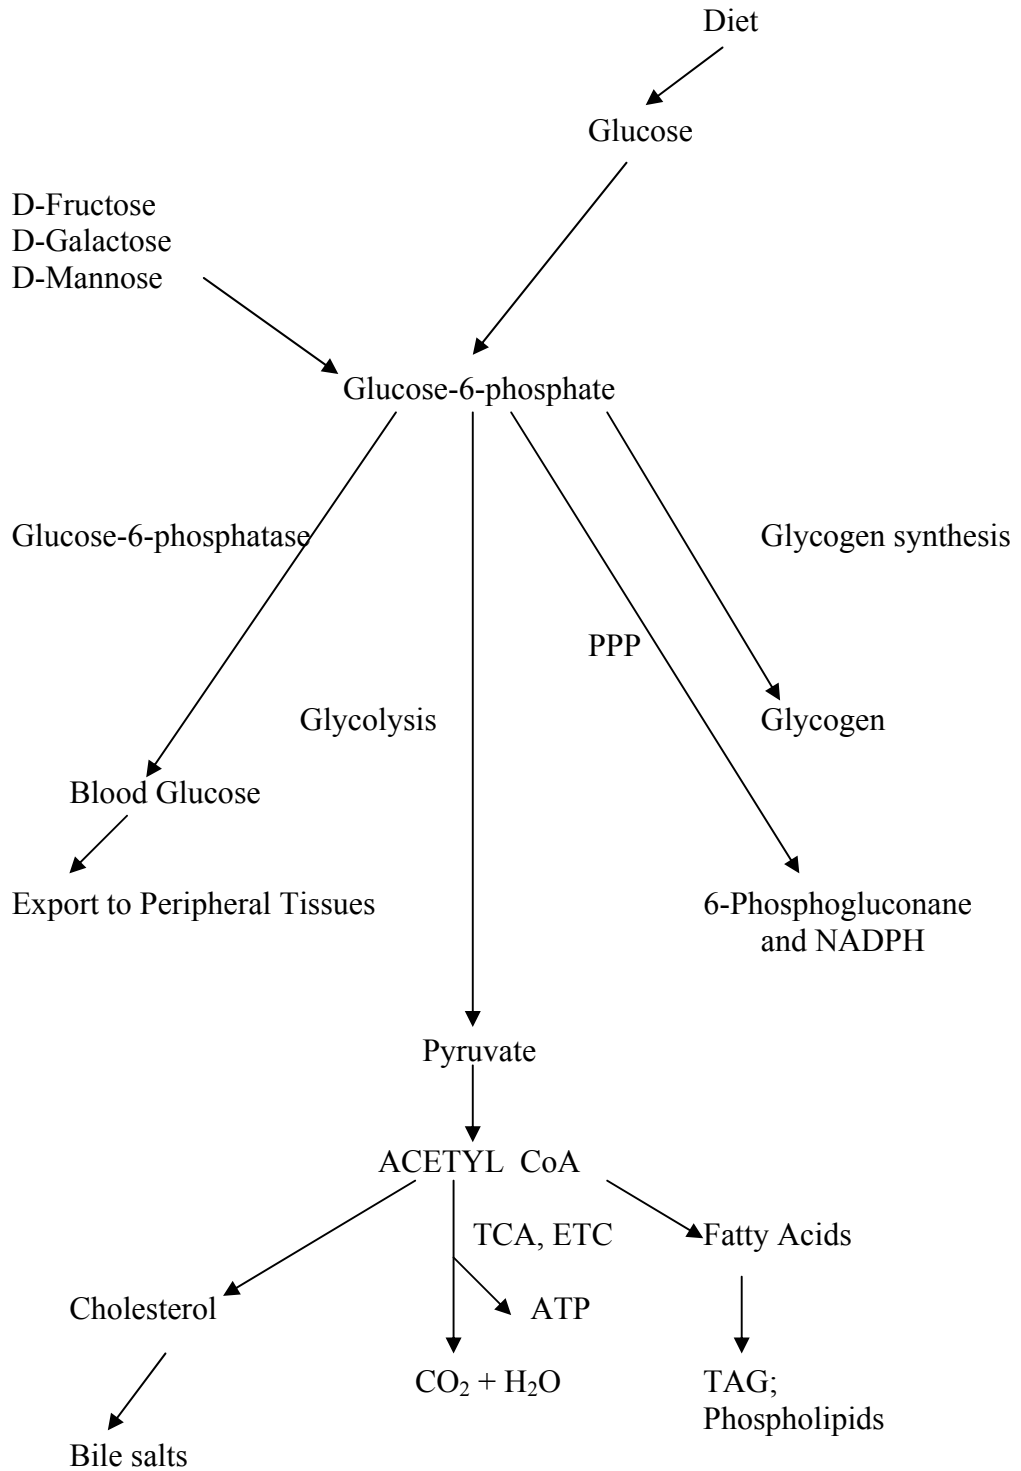 Diet
Glucose
D-Fructose
D-Galactose
D-Mannose
Glucose-6-phosphate
Glucose-6-phosphatase
Glycogen synthesis
PPP
Glycolysis
Glycogen
Blood Glucose
Export to Peripheral Tissues
6-Phosphogluconane
and NADPH
Pyruvate
ACETYL CoA
TCA, ETC
Fatty Acids
Cholesterol
ATP
CO₂ + H₂O
TAG;
Phospholipids
Bile salts